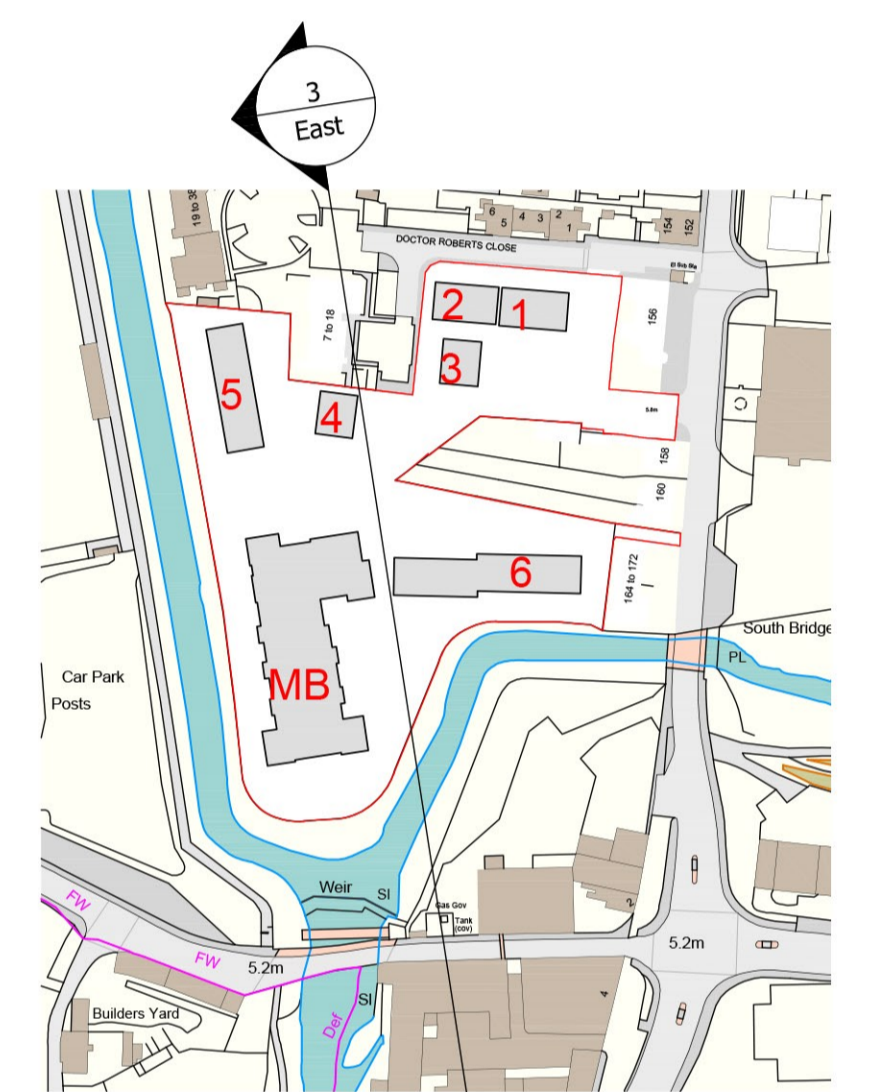 3
East
19 to 38
6
5
4
3
2
1
154
152
DOCTOR ROBERTS CLOSE
El Sub Sta
2
1
7 to 18
156
3
5
4
5.8m
158
160
6
164 to 172
South Bridge
PL
MB
Car Park
Posts
Weir
Sl
Gas Gov
Tank
(cov)
2
FW
FW
5.2m
5.2m
Sl
4
Builders Yard
Def